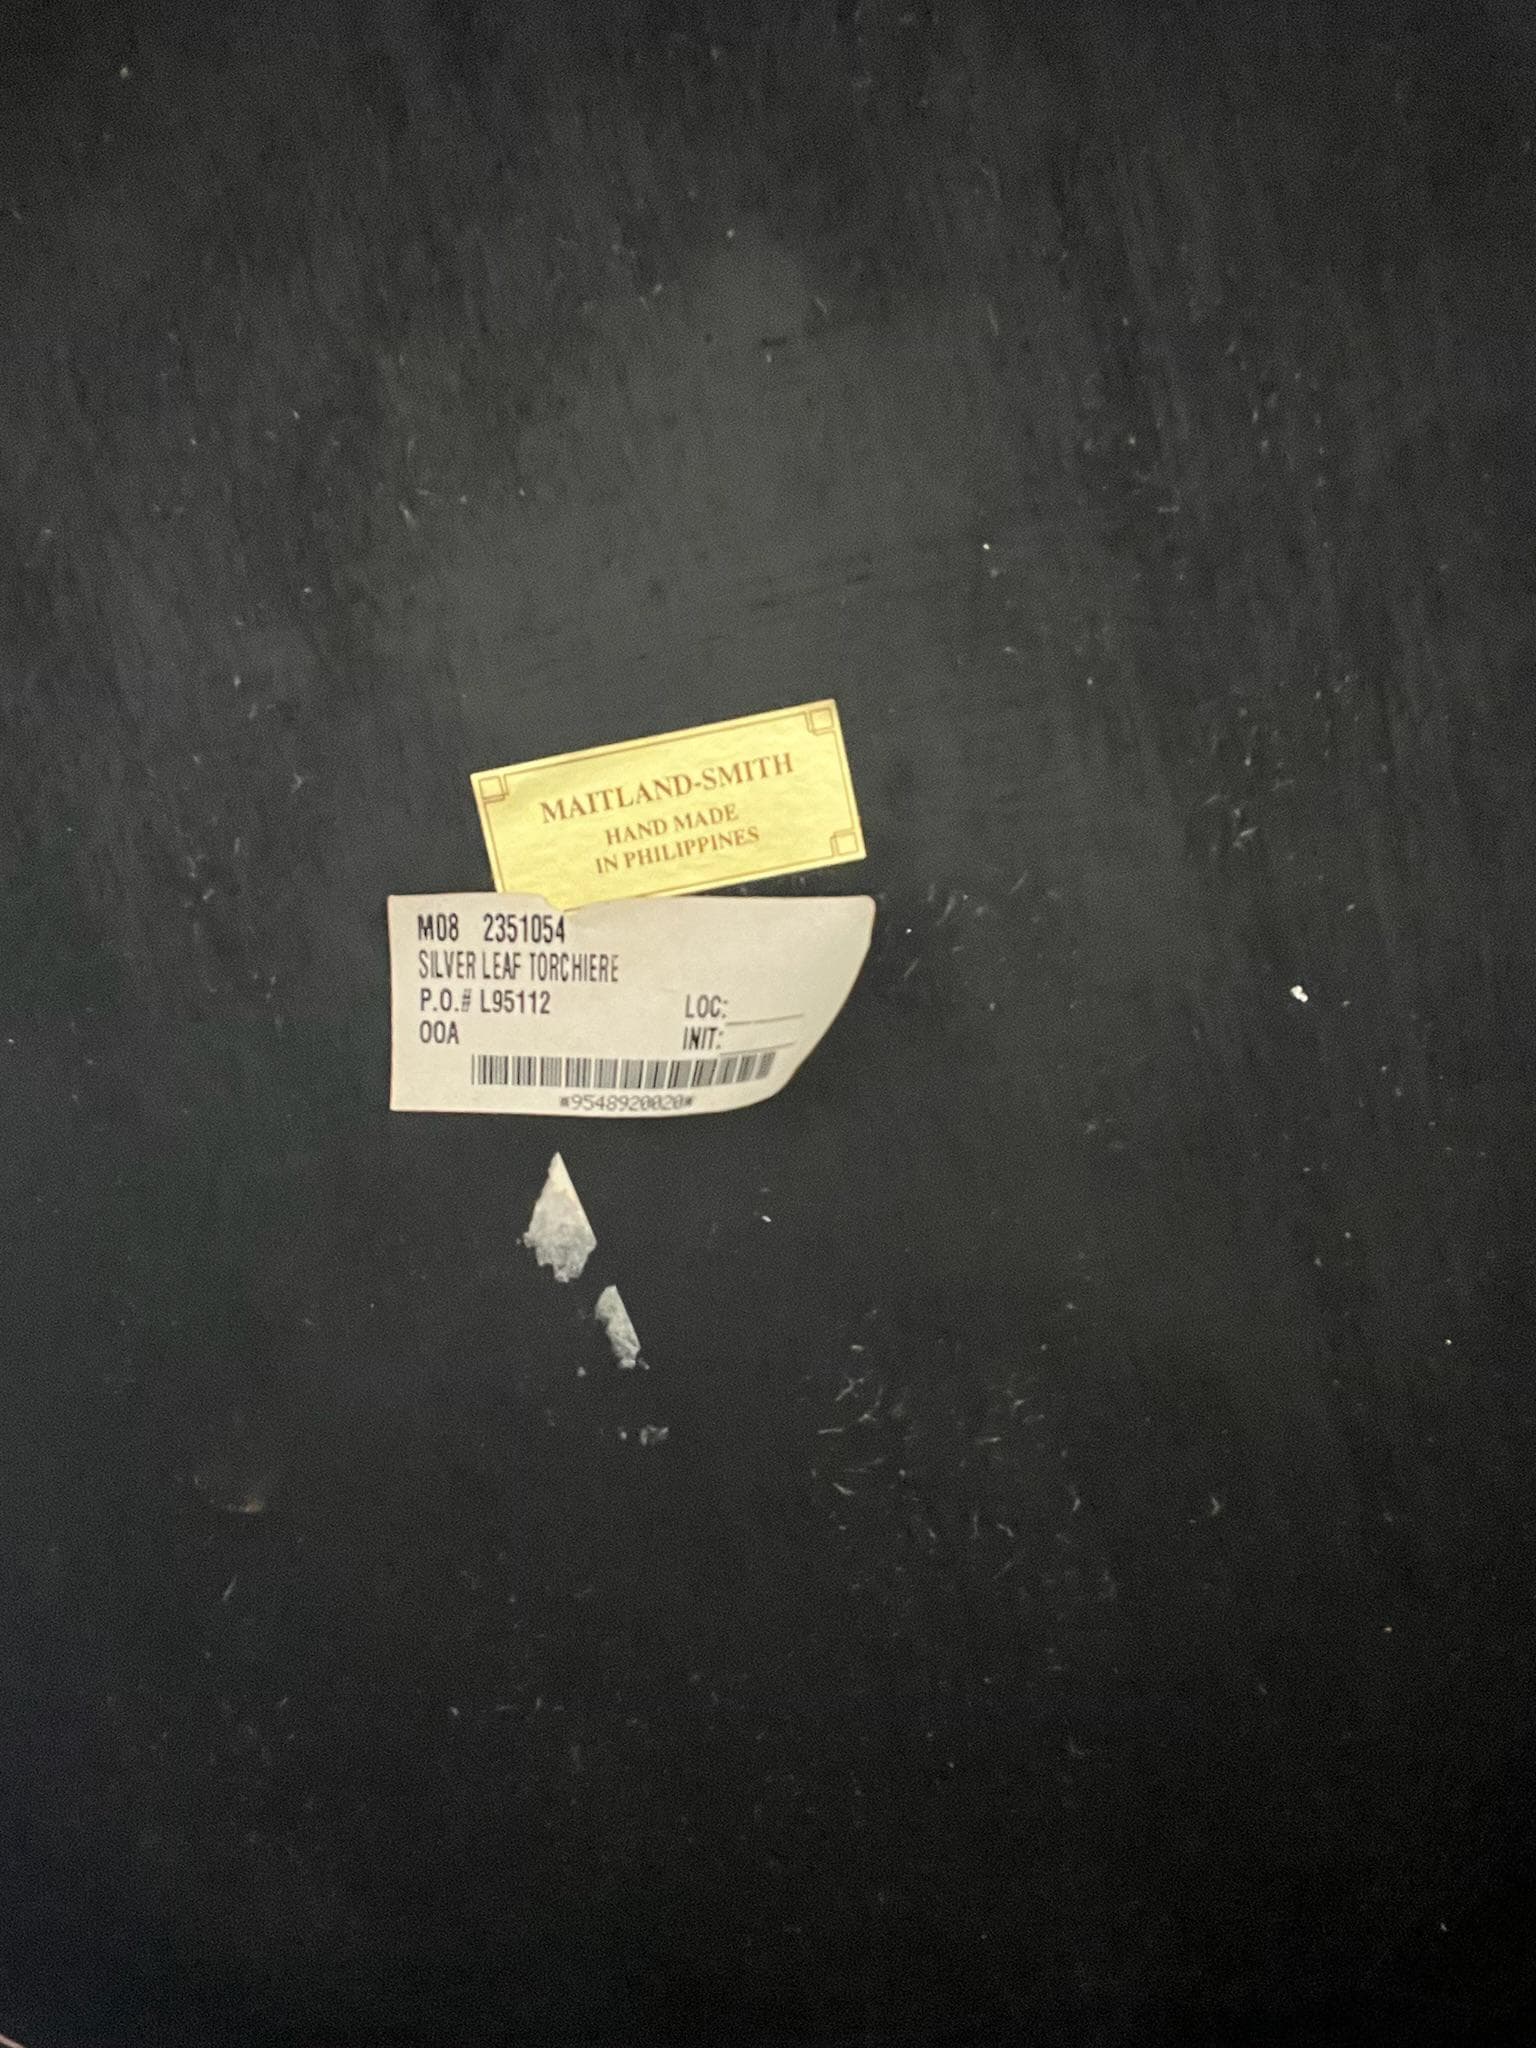 MAITLAND-SMITH
HAND MADE
IN PHILIPPINES
M08 2351054
SILVER LEAF TORCHIERE
P.O.# L95112
LOC:
OOA
INIT:
*9548920020*